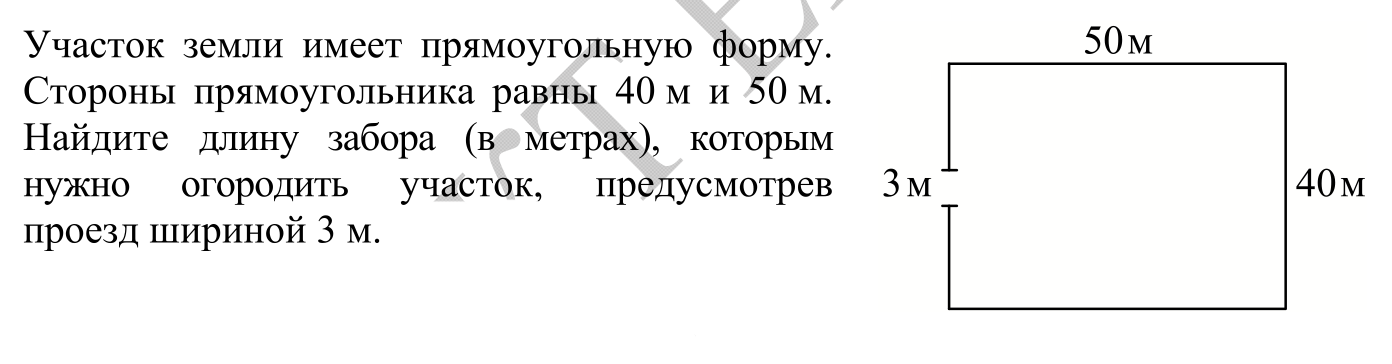 Участок земли имеет прямоугольную форму.
Стороны прямоугольника равны 40 м и 50 м.
Найдите длину забора (в метрах), которым
нужно огородить участок, предусмотрев
проезд шириной 3 м.
50 м
3 м
40 м